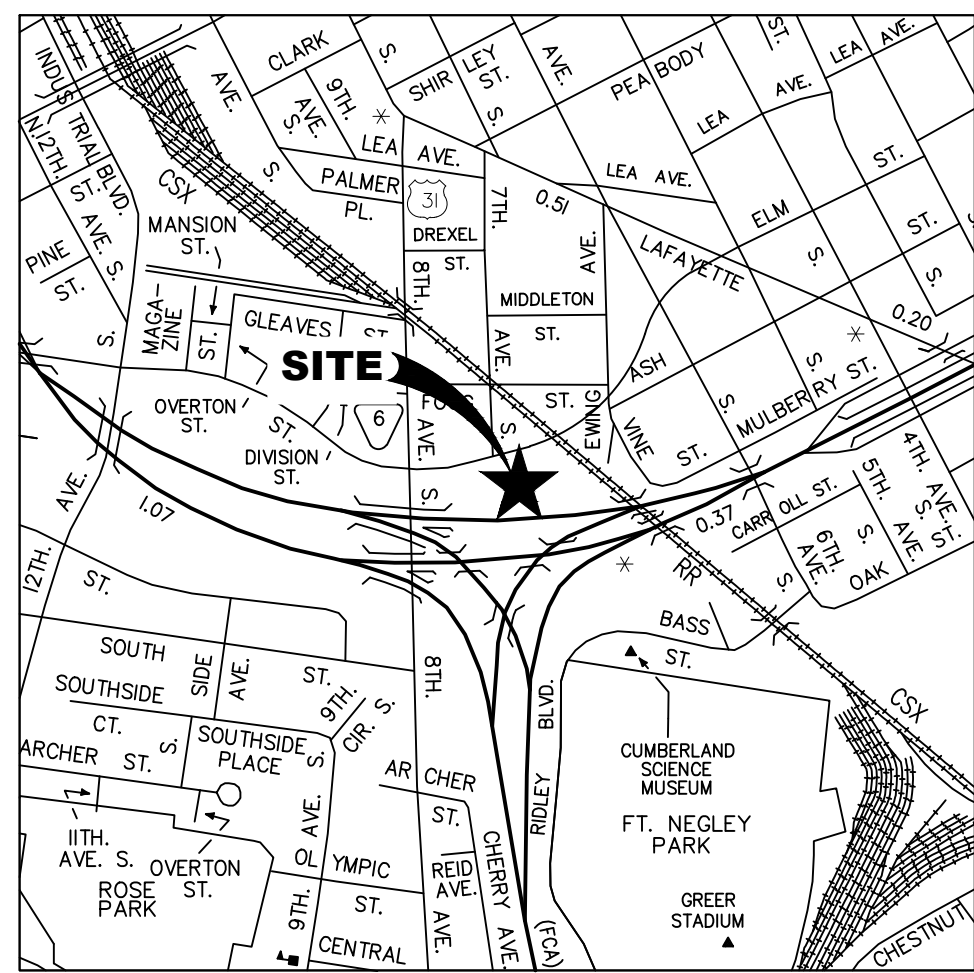 CLARK
S.
AVE.
ST.
LEA AVE.
INDUS TRIAL BLVD.
AVE.
9TH. AVE. S.
SHIR LEY ST. S.
PEA BODY
LEA AVE.
N. 12TH. ST.
S.
LEA AVE.
LEA AVE.
ST.
CSX
PALMER PL.
31
7TH.
0.51
ELM
ST.
AVE. S.
MANSION ST.
DREXEL ST.
AVE.
LAFAYETTE
S.
S.
PINE ST.
8TH.
MIDDLETON ST.
0.20
S.
MAGA-
ZINE
ST.
GLEAVES ST.
AVE
ASH
S.
SITE
FOGG ST.
EWING
MULBER RY ST.
OVERTON ST.
ST.
6
AVE.
S.
VINE ST.
S.
DIVISION ST.
4TH. AVE. S.
AVE.
1.07
S.
0.37
CARR OLL ST.
5TH. AVE. S.
ST.
12TH.
ST.
RR
S.
6TH. AVE.
OAK
BASS ST.
SOUTH SIDE AVE. ST.
8TH.
SOUTHSIDE CT.
9TH. CIR. S.
BLVD.
CSX
ARCHER ST. S.
SOUTHSIDE
PLACE
S.
AR CHER ST.
CUMBERLAND
SCIENCE
MUSEUM
RIDLEY
11TH.
AVE. S.
OVERTON
ST.
AVE.
OL YMPIC ST.
REID
AVE.
CHERRY AVE.
FT. NEGLEY
PARK
ROSE
PARK
9TH.
AVE.
GREER
STADIUM
CENTRAL
(FCA)
CHESTNUT